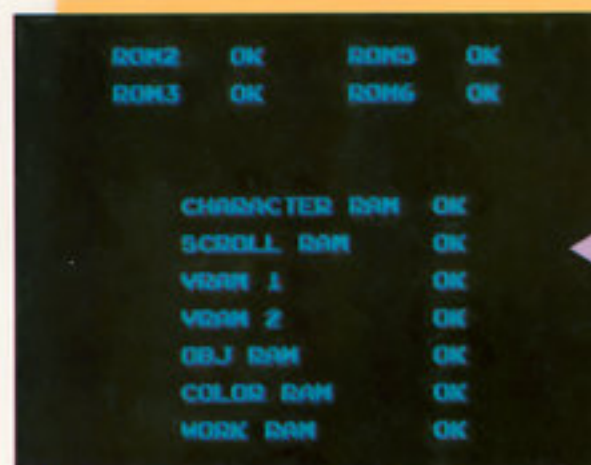 ROM2 OK ROM5 OK
ROM3 OK ROM6 OK
CHARACTER RAM OK
SCROLL RAM OK
VRAM 1 OK
VRAM 2 OK
OBJ RAM OK
COLOR RAM OK
WORK RAM OK